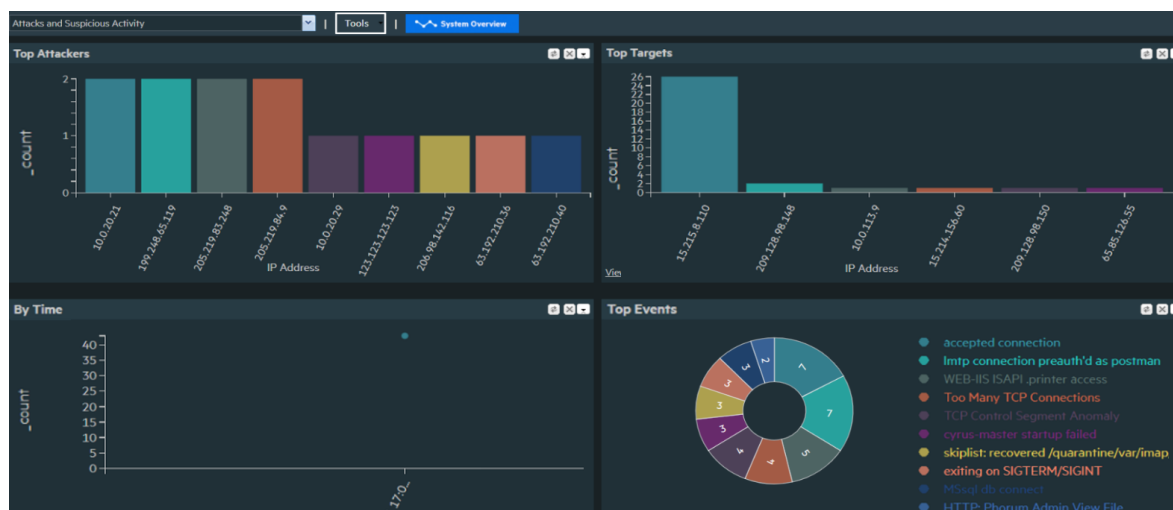 Attacks and Suspicious Activity | Tools | System Overview
Top Attackers
2
1
0
_count
10.0.20.21
199.248.65.119
205.219.83.248
205.219.84.9
10.0.20.29
123.123.123.123
206.98.142.116
63.192.210.36
63.192.210.40
IP Address
Top Targets
26
24
22
20
18
16
14
12
10
8
6
4
2
0
_count
15.215.8.110
209.128.98.148
10.0.113.9
15.214.156.60
209.128.98.150
65.85.126.55
IP Address
By Time
40
35
30
25
20
15
10
5
0
_count
17:0...
Top Events
7
7
5
4
4
3
3
3
3
2
accepted connection
lmtp connection preauth'd as postman
WEB-IIS ISAPI .printer access
Too Many TCP Connections
TCP Control Segment Anomaly
cyrus-master startup failed
skiplist: recovered /quarantine/var/imap
exiting on SIGTERM/SIGINT
MSsql db connect
HTTP: Phorum Admin View File